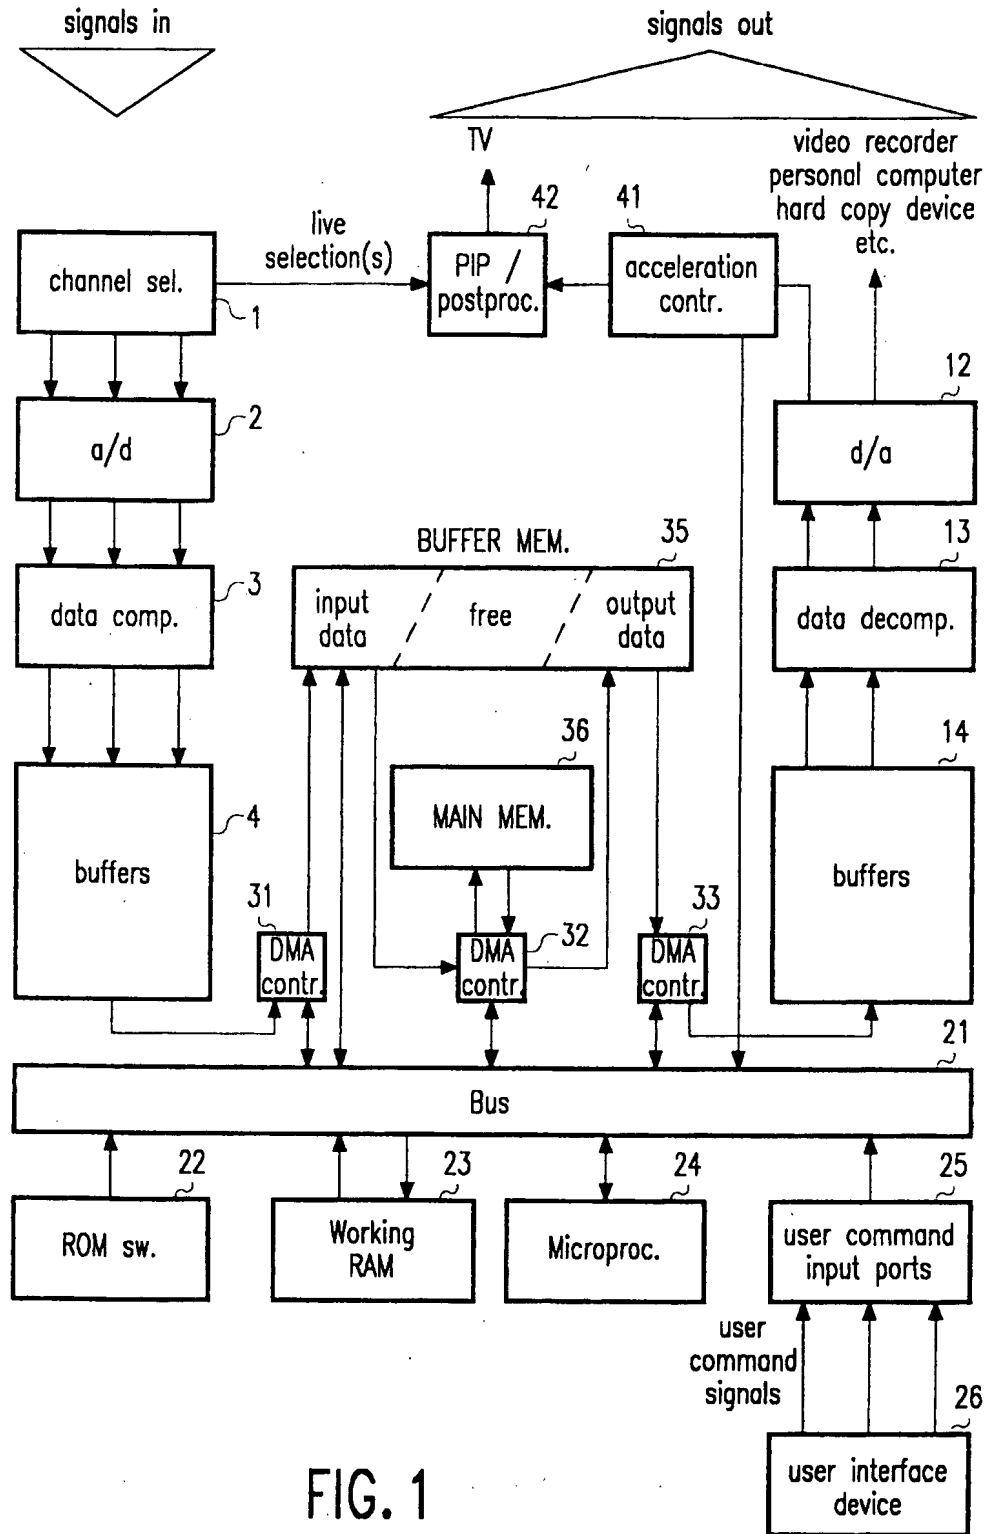 signals in
signals out
TV
video recorder
personal computer
hard copy device
etc.
42
41
live
selection(s)
channel sel.
1
PIP /
postproc.
acceleration
contr.
12
2
a/d
d/a
BUFFER MEM.
35
13
3
data comp.
input
data
free
output
data
data decomp.
36
14
4
MAIN MEM.
buffers
buffers
31
32
33
DMA
contr.
DMA
contr.
DMA
contr.
21
Bus
22
23
24
25
ROM sw.
Working
RAM
Microproc.
user command
input ports
user
command
signals
26
user interface
device
FIG. 1